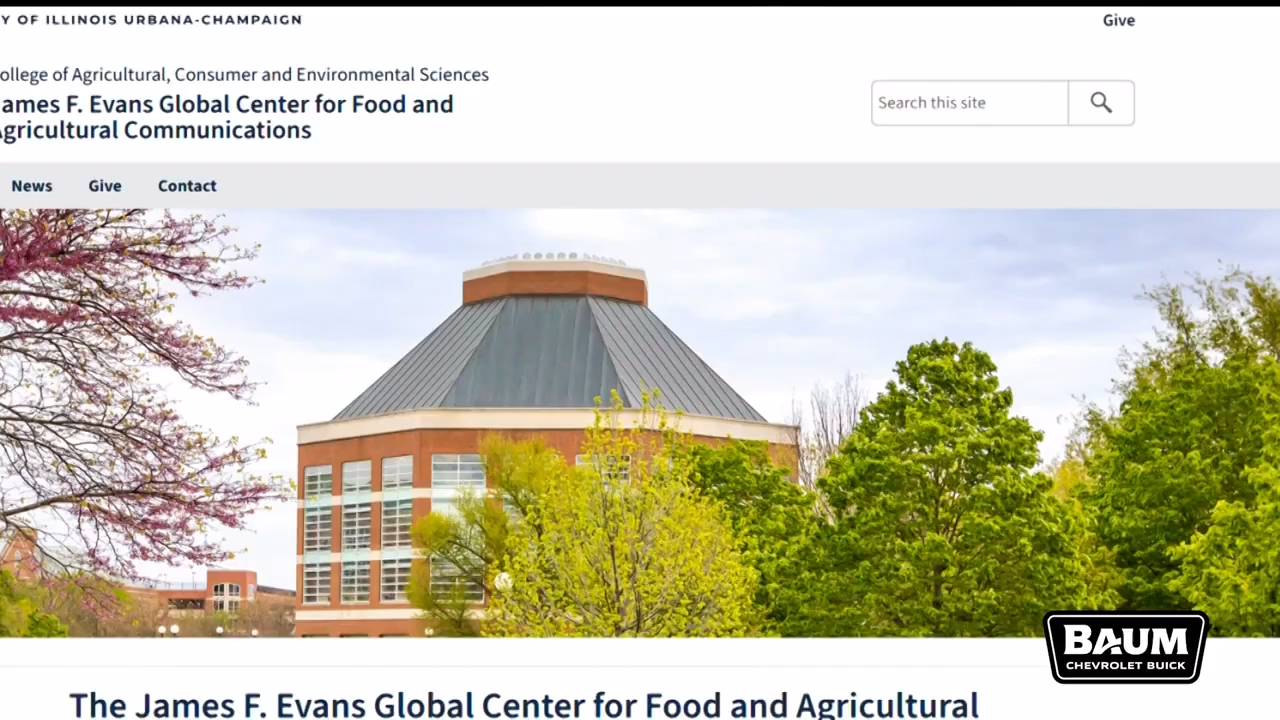 Y OF ILLINOIS URBANA-CHAMPAIGN
Give
ollege of Agricultural, Consumer and Environmental Sciences
ames F. Evans Global Center for Food and
Agricultural Communications
Search this site
News Give Contact
BAUM
CHEVROLET BUICK
The James F. Evans Global Center for Food and Agricultural